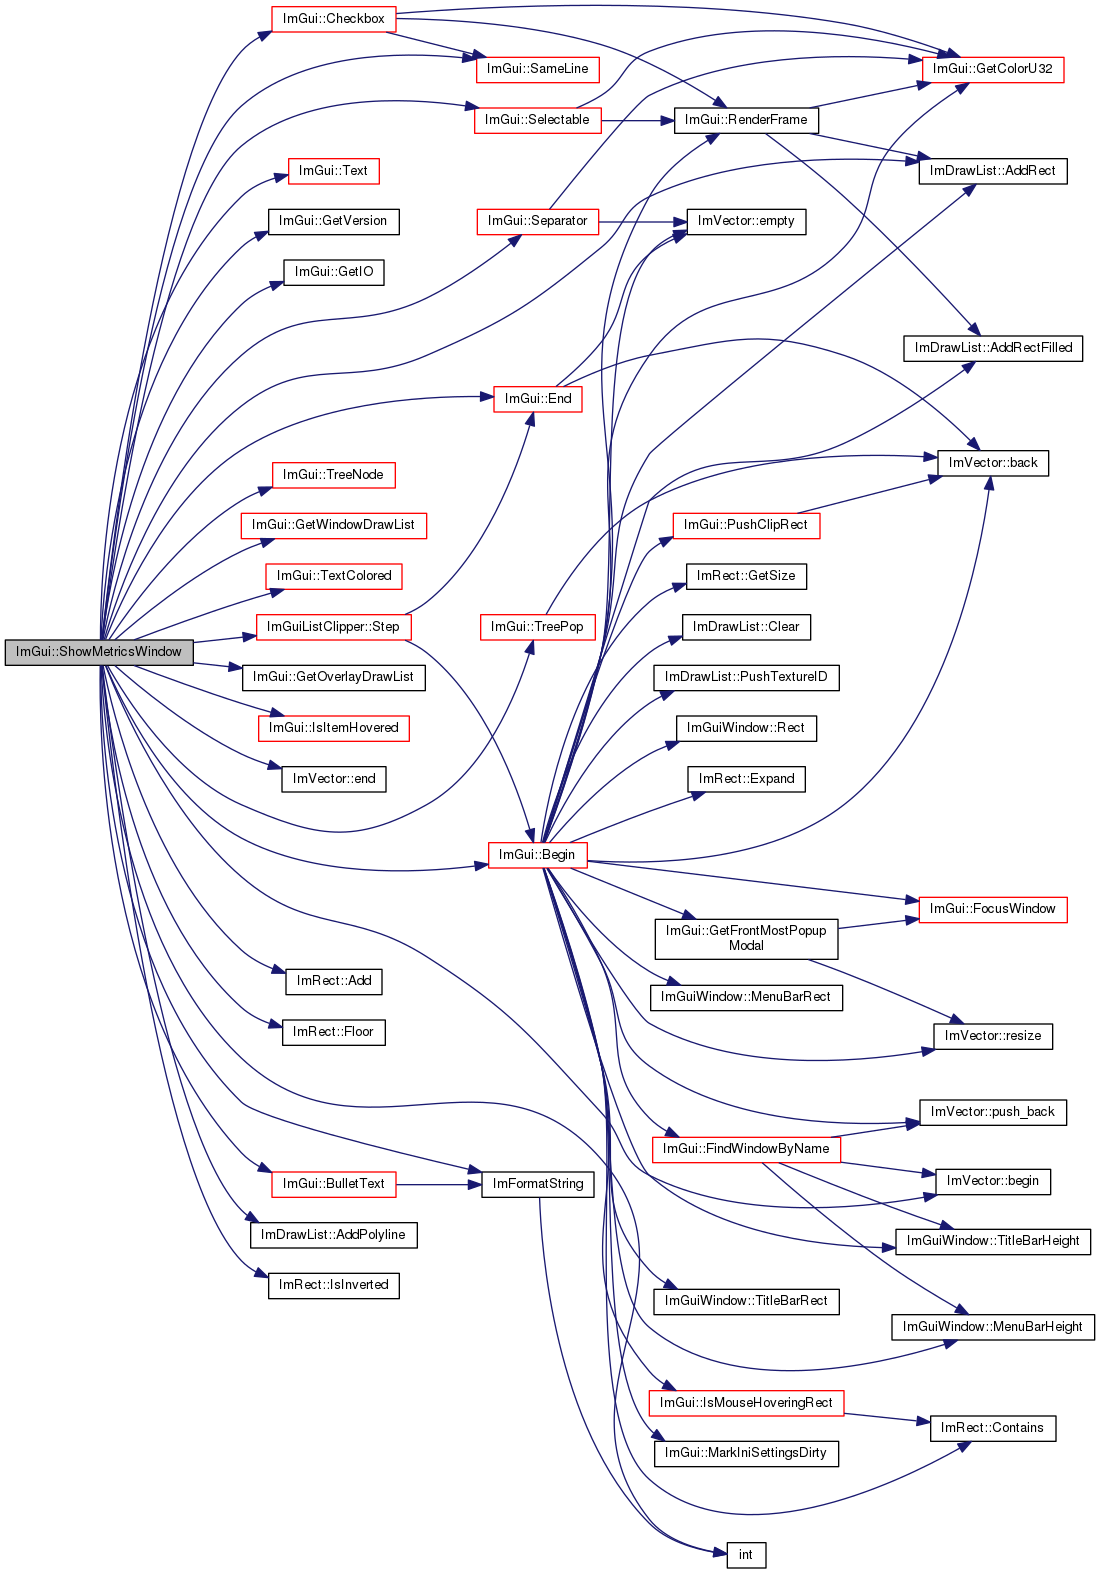 ImGui::Checkbox
ImGui::SameLine
ImGui::GetColorU32
ImGui::Selectable
ImGui::RenderFrame
ImGui::Text
ImDrawList::AddRect
ImGui::GetVersion
ImGui::Separator
ImVector::empty
ImGui::GetIO
ImDrawList::AddRectFilled
ImGui::End
ImVector::back
ImGui::TreeNode
ImGui::GetWindowDrawList
ImGui::PushClipRect
ImGui::TextColored
ImRect::GetSize
ImGuiListClipper::Step
ImGui::TreePop
ImDrawList::Clear
ImGui::ShowMetricsWindow
ImGui::GetOverlayDrawList
ImDrawList::PushTextureID
ImGui::IsItemHovered
ImGuiWindow::Rect
ImVector::end
ImRect::Expand
ImGui::Begin
ImGui::FocusWindow
ImGui::GetFrontMostPopup
Modal
ImRect::Add
ImGuiWindow::MenuBarRect
ImRect::Floor
ImVector::resize
ImVector::push_back
ImGui::FindWindowByName
ImGui::BulletText
ImFormatString
ImVector::begin
ImDrawList::AddPolyline
ImGuiWindow::TitleBarHeight
ImRect::IsInverted
ImGuiWindow::TitleBarRect
ImGuiWindow::MenuBarHeight
ImGui::IsMouseHoveringRect
ImRect::Contains
ImGui::MarkIniSettingsDirty
int